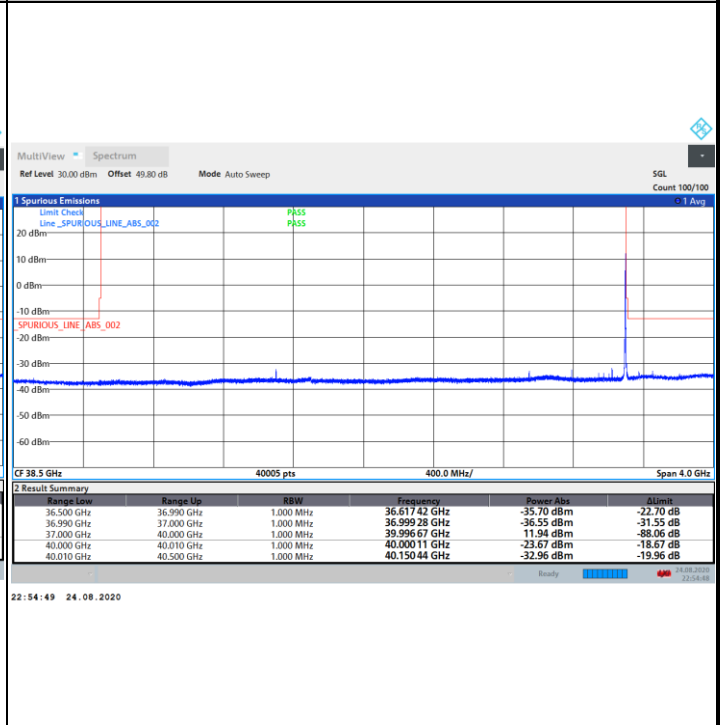 MultiView Spectrum
Ref Level 30.00 dBm Offset 49.80 dB Mode Auto Sweep SGL
Count 100/100
1 Spurious Emissions 1 Avg
Limit Check PASS
Line _SPURIOUS_LINE_ABS_002 PASS
20 dBm
10 dBm
0 dBm
-10 dBm
_SPURIOUS_LINE_ABS_002
-20 dBm
-30 dBm
-40 dBm
-50 dBm
-60 dBm
CF 38.5 GHz 40005 pts 400.0 MHz/ Span 4.0 GHz
2 Result Summary
Range Low Range Up RBW Frequency Power Abs ΔLimit
36.500 GHz 36.990 GHz 1.000 MHz 36.617 42 GHz -35.70 dBm -22.70 dB
36.990 GHz 37.000 GHz 1.000 MHz 36.999 28 GHz -36.55 dBm -31.55 dB
37.000 GHz 40.000 GHz 1.000 MHz 39.996 67 GHz 11.94 dBm -88.06 dB
40.000 GHz 40.010 GHz 1.000 MHz 40.000 11 GHz -23.67 dBm -18.67 dB
40.010 GHz 40.500 GHz 1.000 MHz 40.150 44 GHz -32.96 dBm -19.96 dB
Ready 24.08.2020
22:54:48
22:54:49 24.08.2020